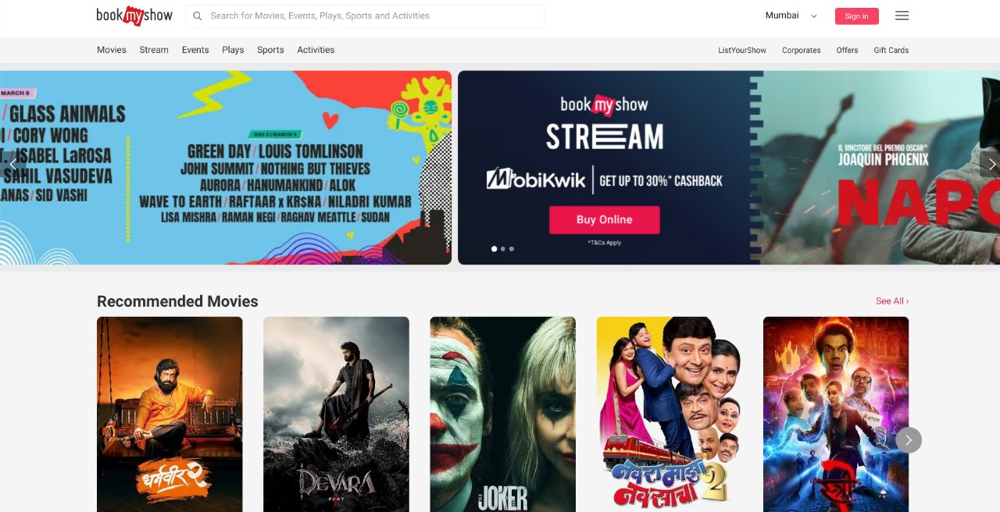 bookmyshow
Search for Movies, Events, Plays, Sports and Activities
Mumbai
Sign in
Movies Stream Events Plays Sports Activities
ListYourShow Corporates Offers Gift Cards
MARCH 8
/ GLASS ANIMALS
/ CORY WONG
FT. ISABEL LaROSA
SAHIL VASUDEVA
ANAS / SID VASHI
DAY 2 | MARCH 9
GREEN DAY / LOUIS TOMLINSON
JOHN SUMMIT / NOTHING BUT THIEVES
AURORA / HANUMANKIND / ALOK
WAVE TO EARTH / RAFTAAR x KR$NA / NILADRI KUMAR
LISA MISHRA / RAMAN NEGI / RAGHAV MEATTLE / SUDAN
bookmyshow
STREAM
MobiKwik | GET UP TO 30%* CASHBACK
Buy Online
*T&Cs Apply
IL VINCITORE DEL PREMIO OSCAR®
JOAQUIN PHOENIX
NAPO
Recommended Movies
See All ›
धर्मवीर २
DEVARA
PART
JOKER
नवरा माझा
नवसाचा 2
स्त्री